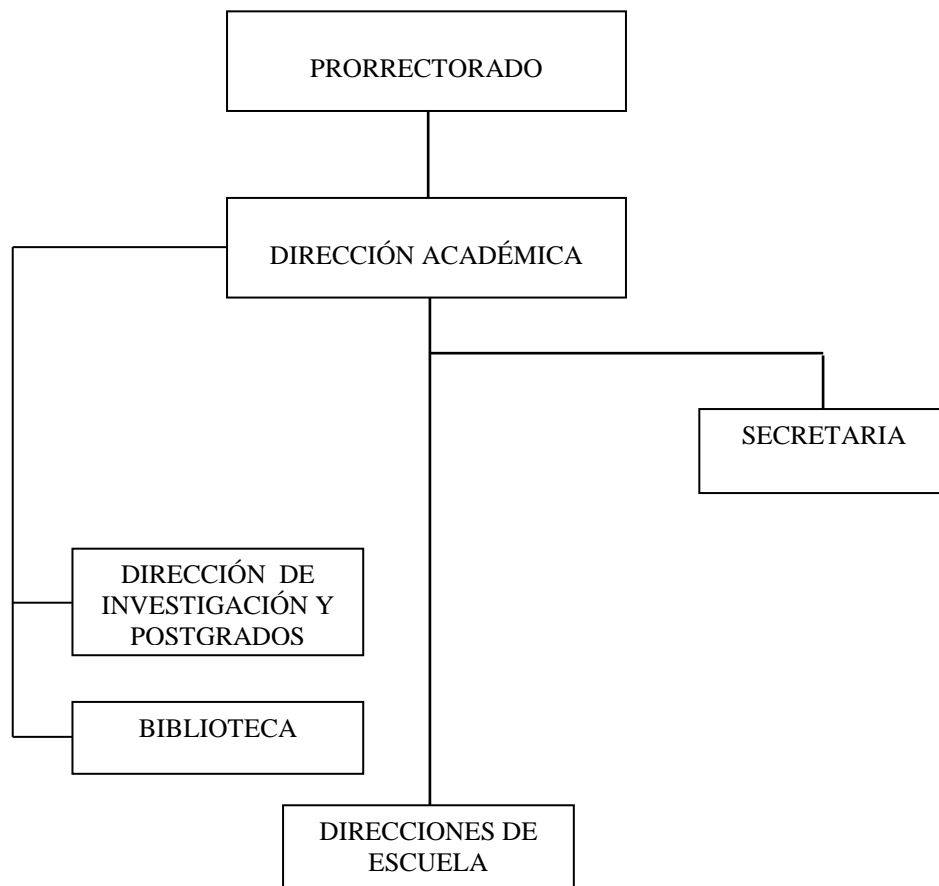 PRORRECTORADO
DIRECCIÓN ACADÉMICA
SECRETARIA
DIRECCIÓN DE
INVESTIGACIÓN Y
POSTGRADOS
BIBLIOTECA
DIRECCIONES DE
ESCUELA